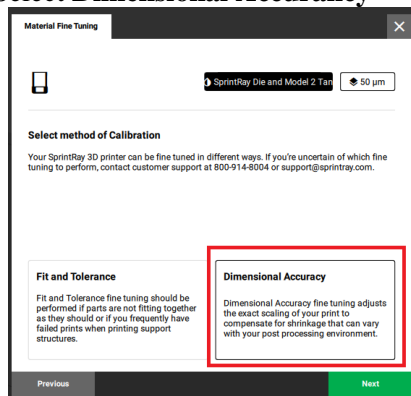 Select Dimensional Accuracy
Material Fine Tuning
SprintRay Die and Model 2 Tan
50 µm
Select method of Calibration
Your SprintRay 3D printer can be fine tuned in different ways. If you're uncertain of which fine
tuning to perform, contact customer support at 800-914-8004 or support@sprintray.com.
Fit and Tolerance
Fit and Tolerance fine tuning should be
performed if parts are not fitting together
as they should or if you frequently have
failed prints when printing support
structures.
Dimensional Accuracy
Dimensional Accuracy fine tuning adjusts
the exact scaling of your print to
compensate for shrinkage that can vary
with your post processing environment.
Previous
Next